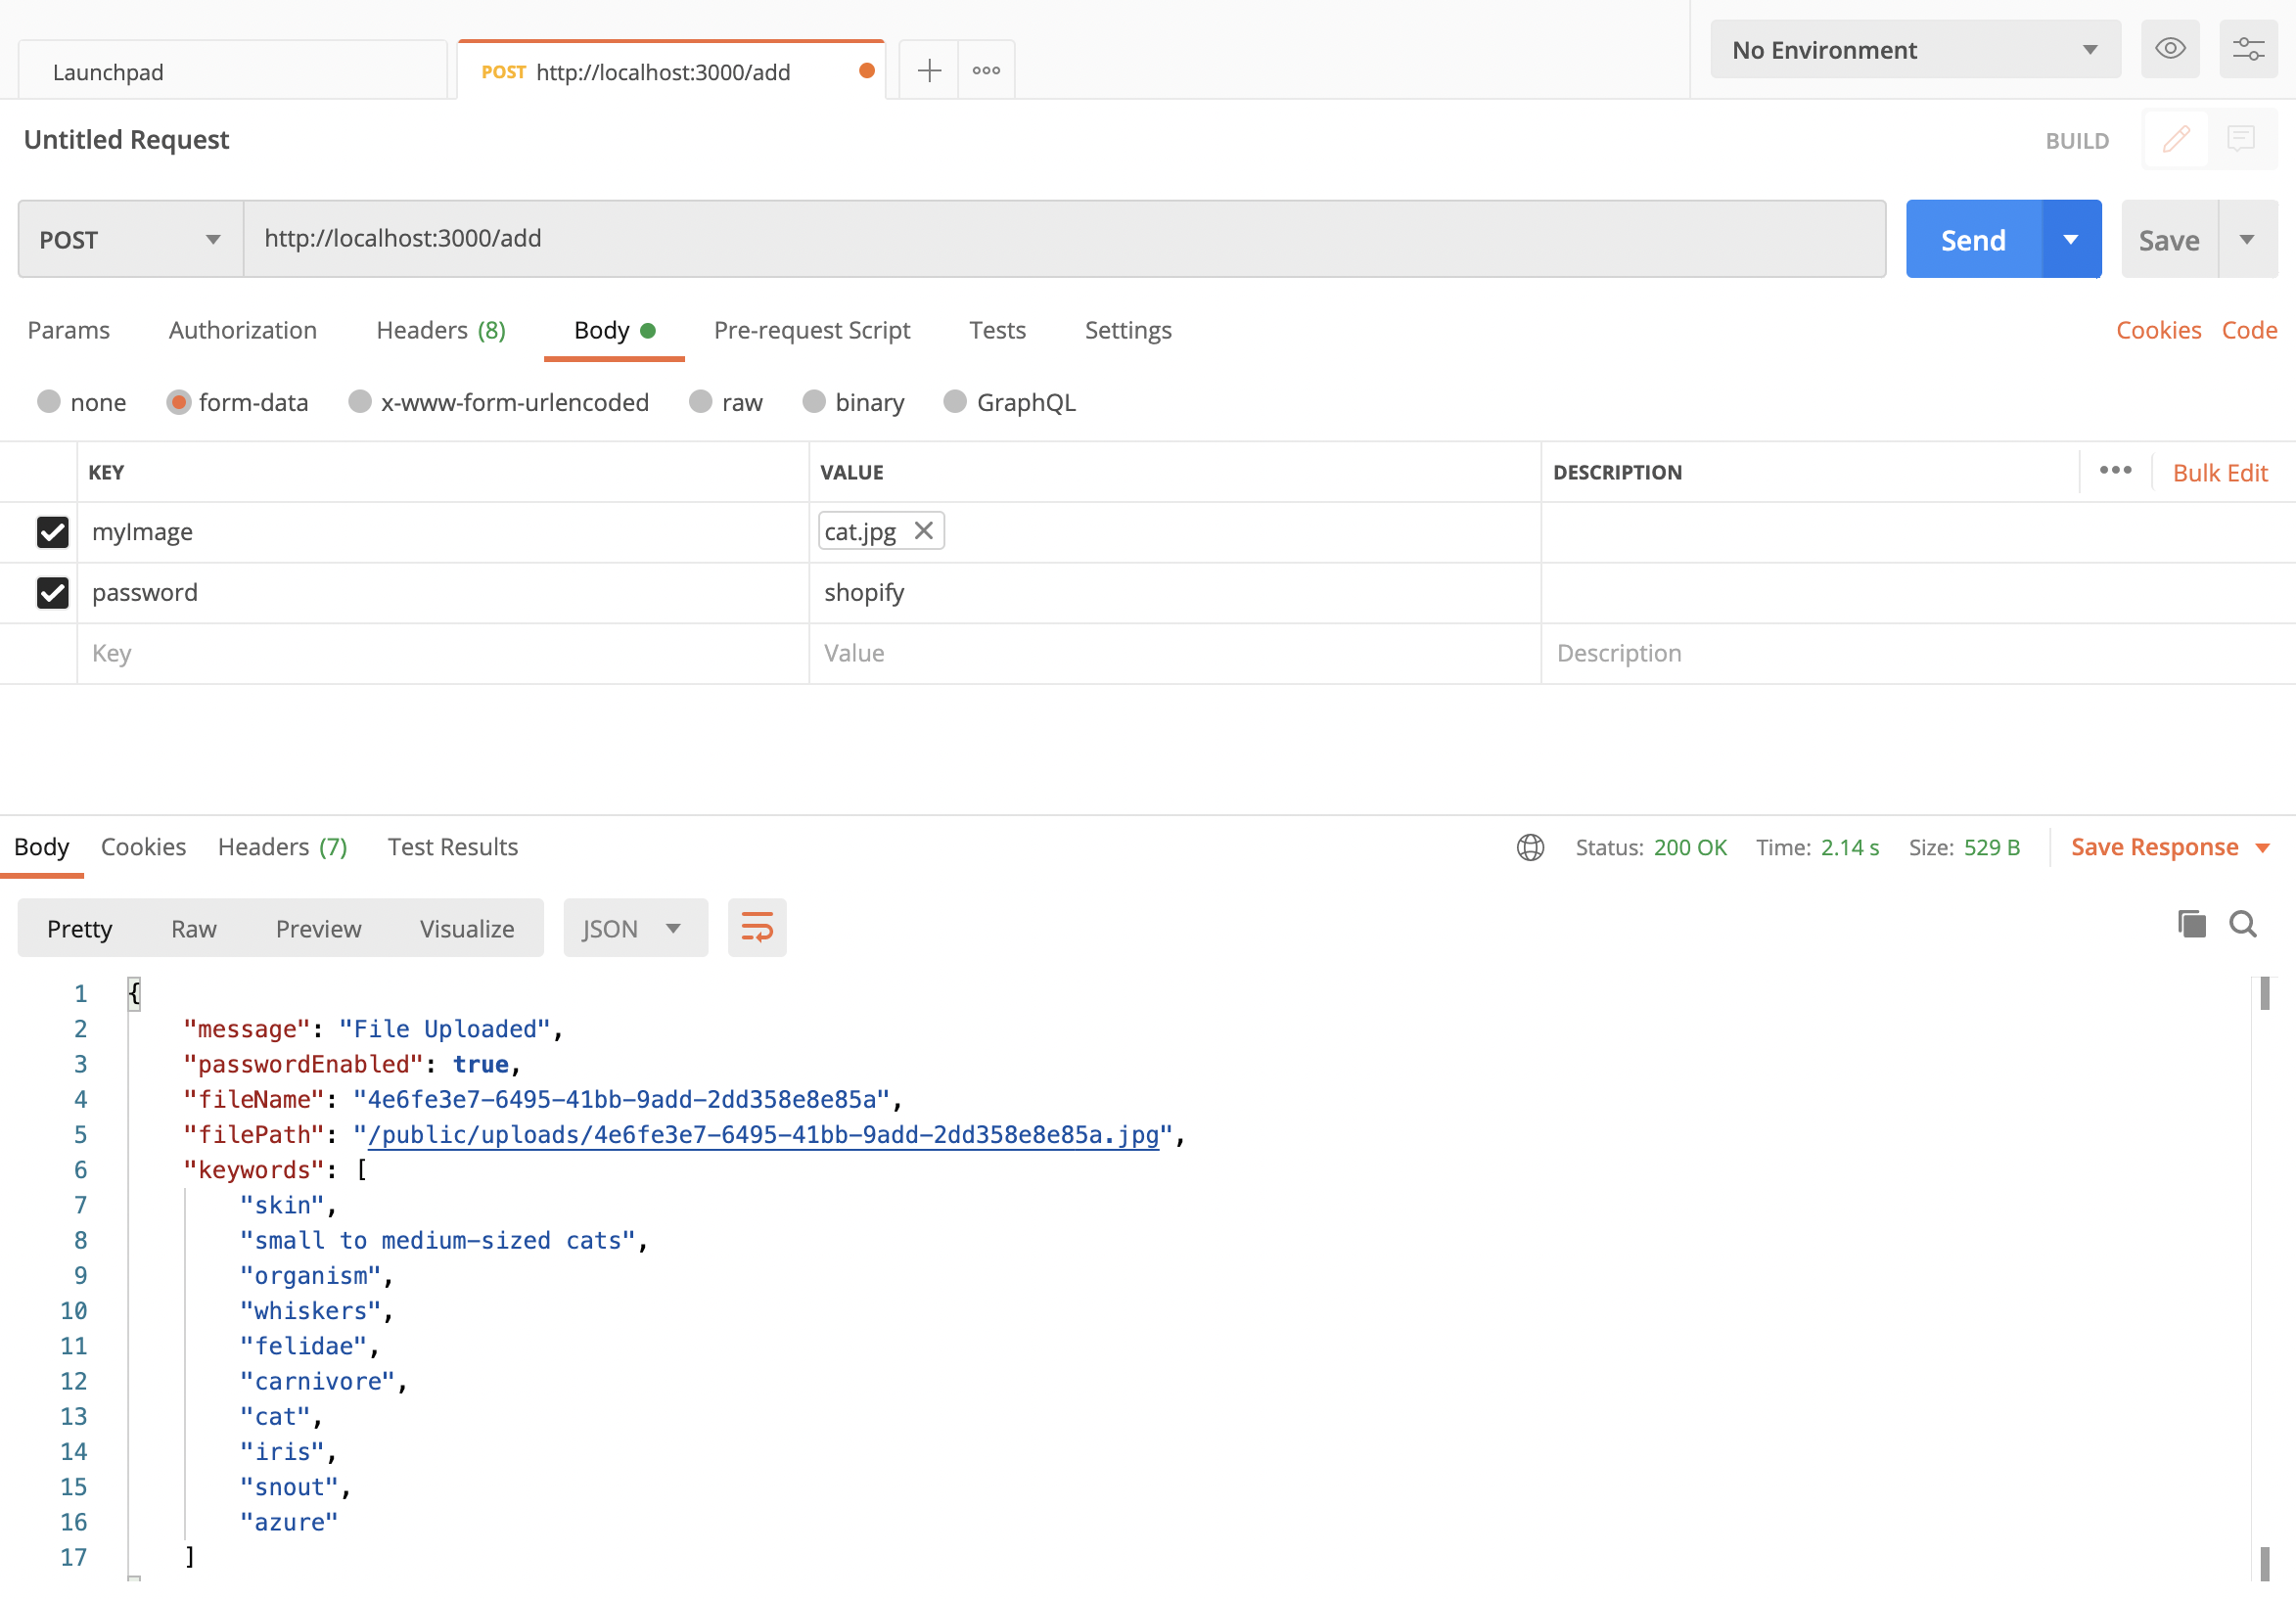 Launchpad POST http://localhost:3000/add No Environment
Untitled Request BUILD
POST http://localhost:3000/add Send Save
Params Authorization Headers (8) Body Pre-request Script Tests Settings Cookies Code
none form-data x-www-form-urlencoded raw binary GraphQL
KEY VALUE DESCRIPTION Bulk Edit
myImage cat.jpg
password shopify
Key Value Description
Body Cookies Headers (7) Test Results Status: 200 OK Time: 2.14 s Size: 529 B Save Response
Pretty Raw Preview Visualize JSON
1 {
2 "message": "File Uploaded",
3 "passwordEnabled": true,
4 "fileName": "4e6fe3e7-6495-41bb-9add-2dd358e8e85a",
5 "filePath": "/public/uploads/4e6fe3e7-6495-41bb-9add-2dd358e8e85a.jpg",
6 "keywords": [
7 "skin",
8 "small to medium-sized cats",
9 "organism",
10 "whiskers",
11 "felidae",
12 "carnivore",
13 "cat",
14 "iris",
15 "snout",
16 "azure"
17 ]